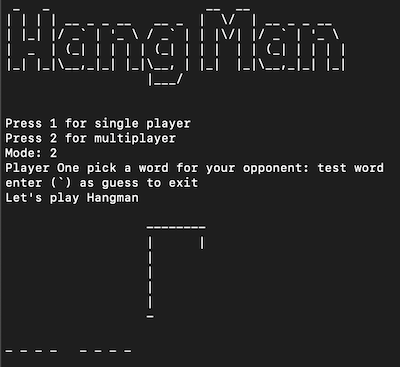 HangMan
Press 1 for single player
Press 2 for multiplayer
Mode: 2
Player One pick a word for your opponent: test word
enter (`) as guess to exit
Let's play Hangman
_ _ _ _   _ _ _ _